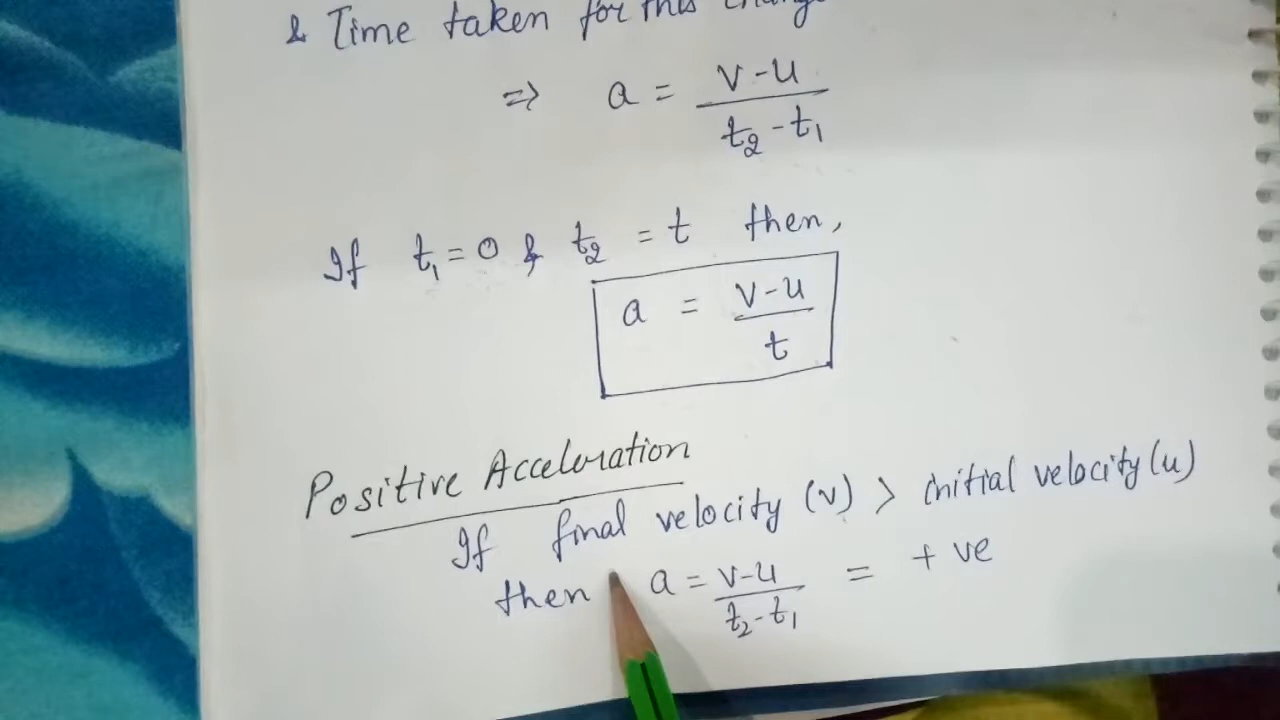 & Time taken for this change
⇒ a = (v-u)/(t₂-t₁)
If t₁=0 & t₂ = t then,
a = (v-u)/t
Positive Acceleration
If final velocity (v) > initial velocity (u)
then a = (v-u)/(t₂-t₁) = +ve